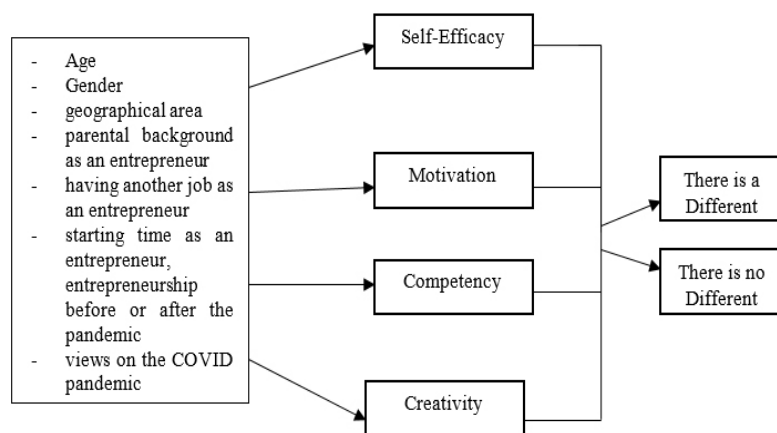 - Age
- Gender
- geographical area
- parental background
as an entrepreneur
- having another job as
an entrepreneur
- starting time as an
entrepreneur,
entrepreneurship
before or after the
pandemic
- views on the COVID
pandemic
Self-Efficacy
Motivation
Competency
Creativity
There is a
Different
There is no
Different